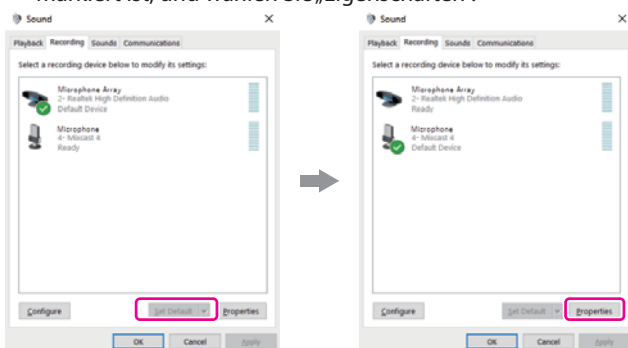 markiert ist, und wählen Sie „Eigenschaften".
Sound
Playback Recording Sounds Communications
Select a recording device below to modify its settings:
Microphone Array
2- Realtek High Definition Audio
Default Device
Microphone
4- Mixcast 4
Ready
Configure Set Default Properties
OK Cancel Apply
Sound
Playback Recording Sounds Communications
Select a recording device below to modify its settings:
Microphone Array
2- Realtek High Definition Audio
Ready
Microphone
4- Mixcast 4
Default Device
Configure Set Default Properties
OK Cancel Apply